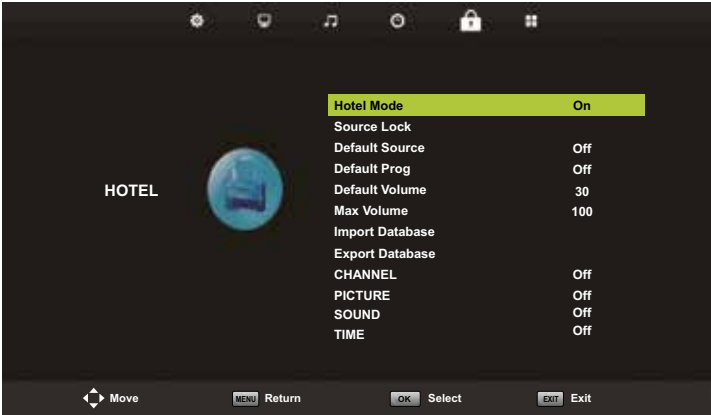 HOTEL
Hotel Mode On
Source Lock
Default Source Off
Default Prog Off
Default Volume 30
Max Volume 100
Import Database
Export Database
CHANNEL Off
PICTURE Off
SOUND Off
TIME Off
Move MENU Return OK Select EXIT Exit